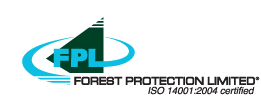 FPL
FOREST PROTECTION LIMITED*
ISO 14001:2004 certified